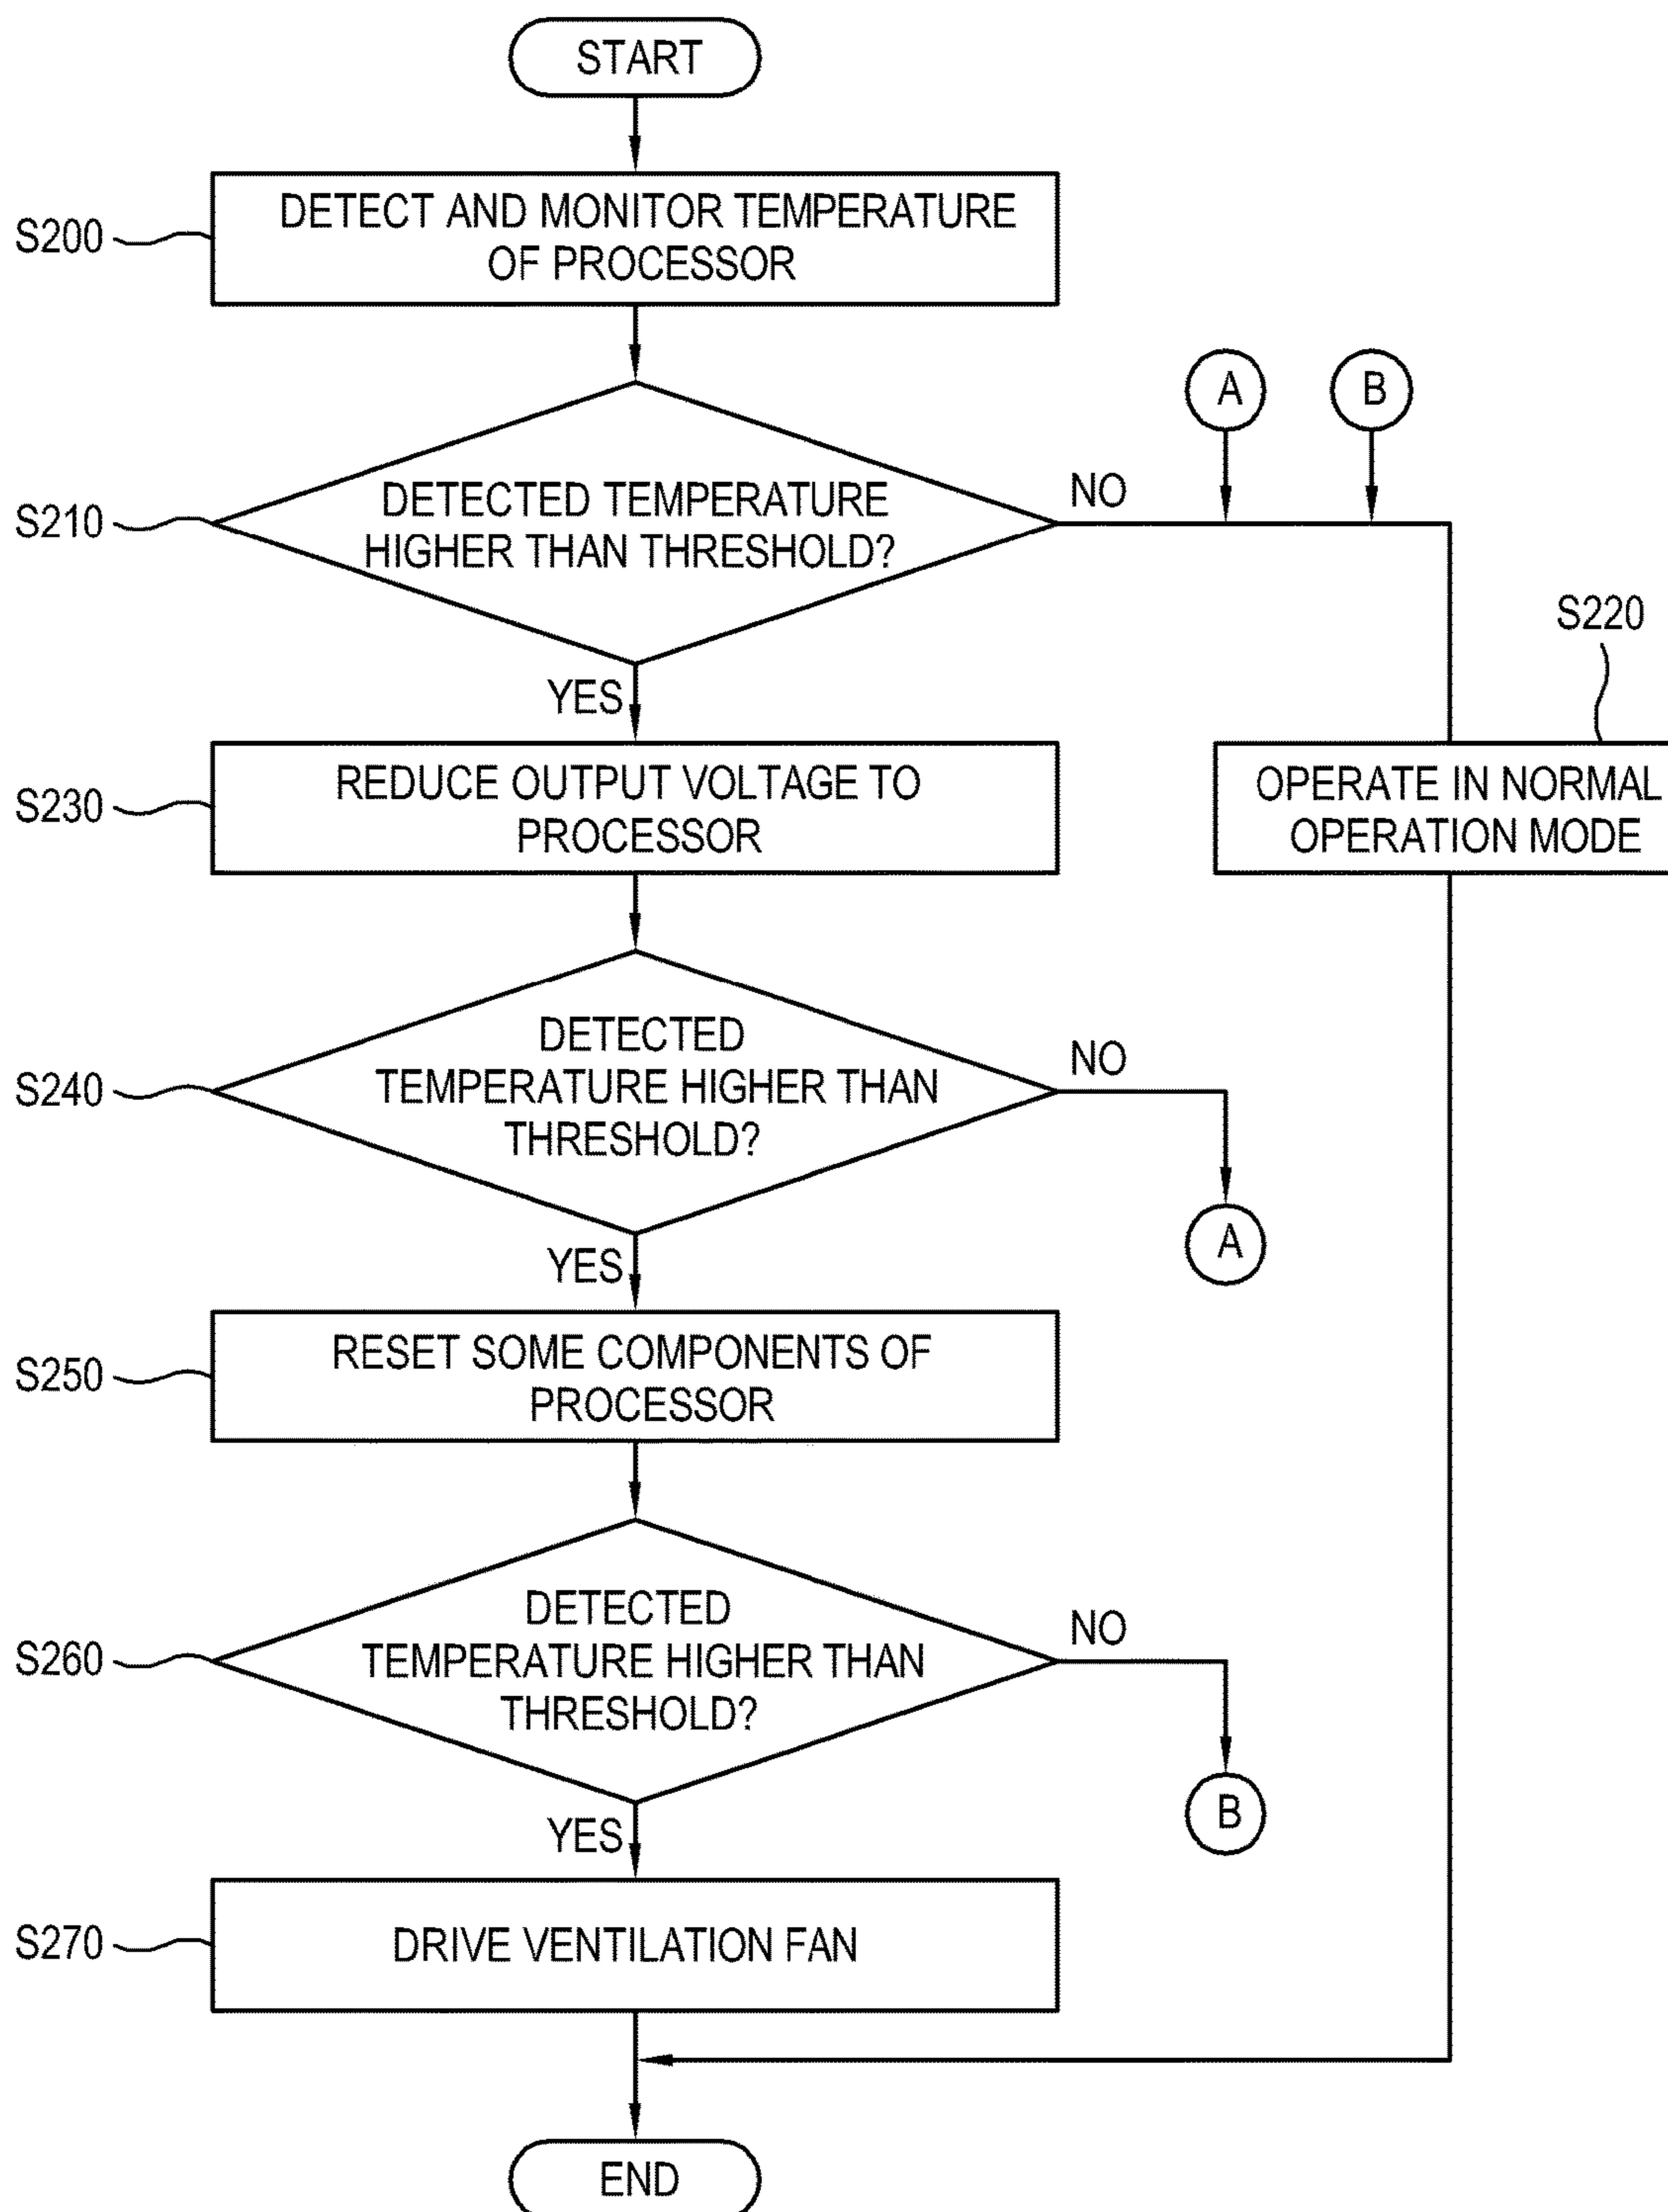 START
S200
DETECT AND MONITOR TEMPERATURE
OF PROCESSOR
A
B
S210
DETECTED TEMPERATURE
HIGHER THAN THRESHOLD?
NO
YES
S220
S230
REDUCE OUTPUT VOLTAGE TO
PROCESSOR
OPERATE IN NORMAL
OPERATION MODE
S240
DETECTED
TEMPERATURE HIGHER THAN
THRESHOLD?
NO
A
YES
S250
RESET SOME COMPONENTS OF
PROCESSOR
S260
DETECTED
TEMPERATURE HIGHER THAN
THRESHOLD?
NO
B
YES
S270
DRIVE VENTILATION FAN
END